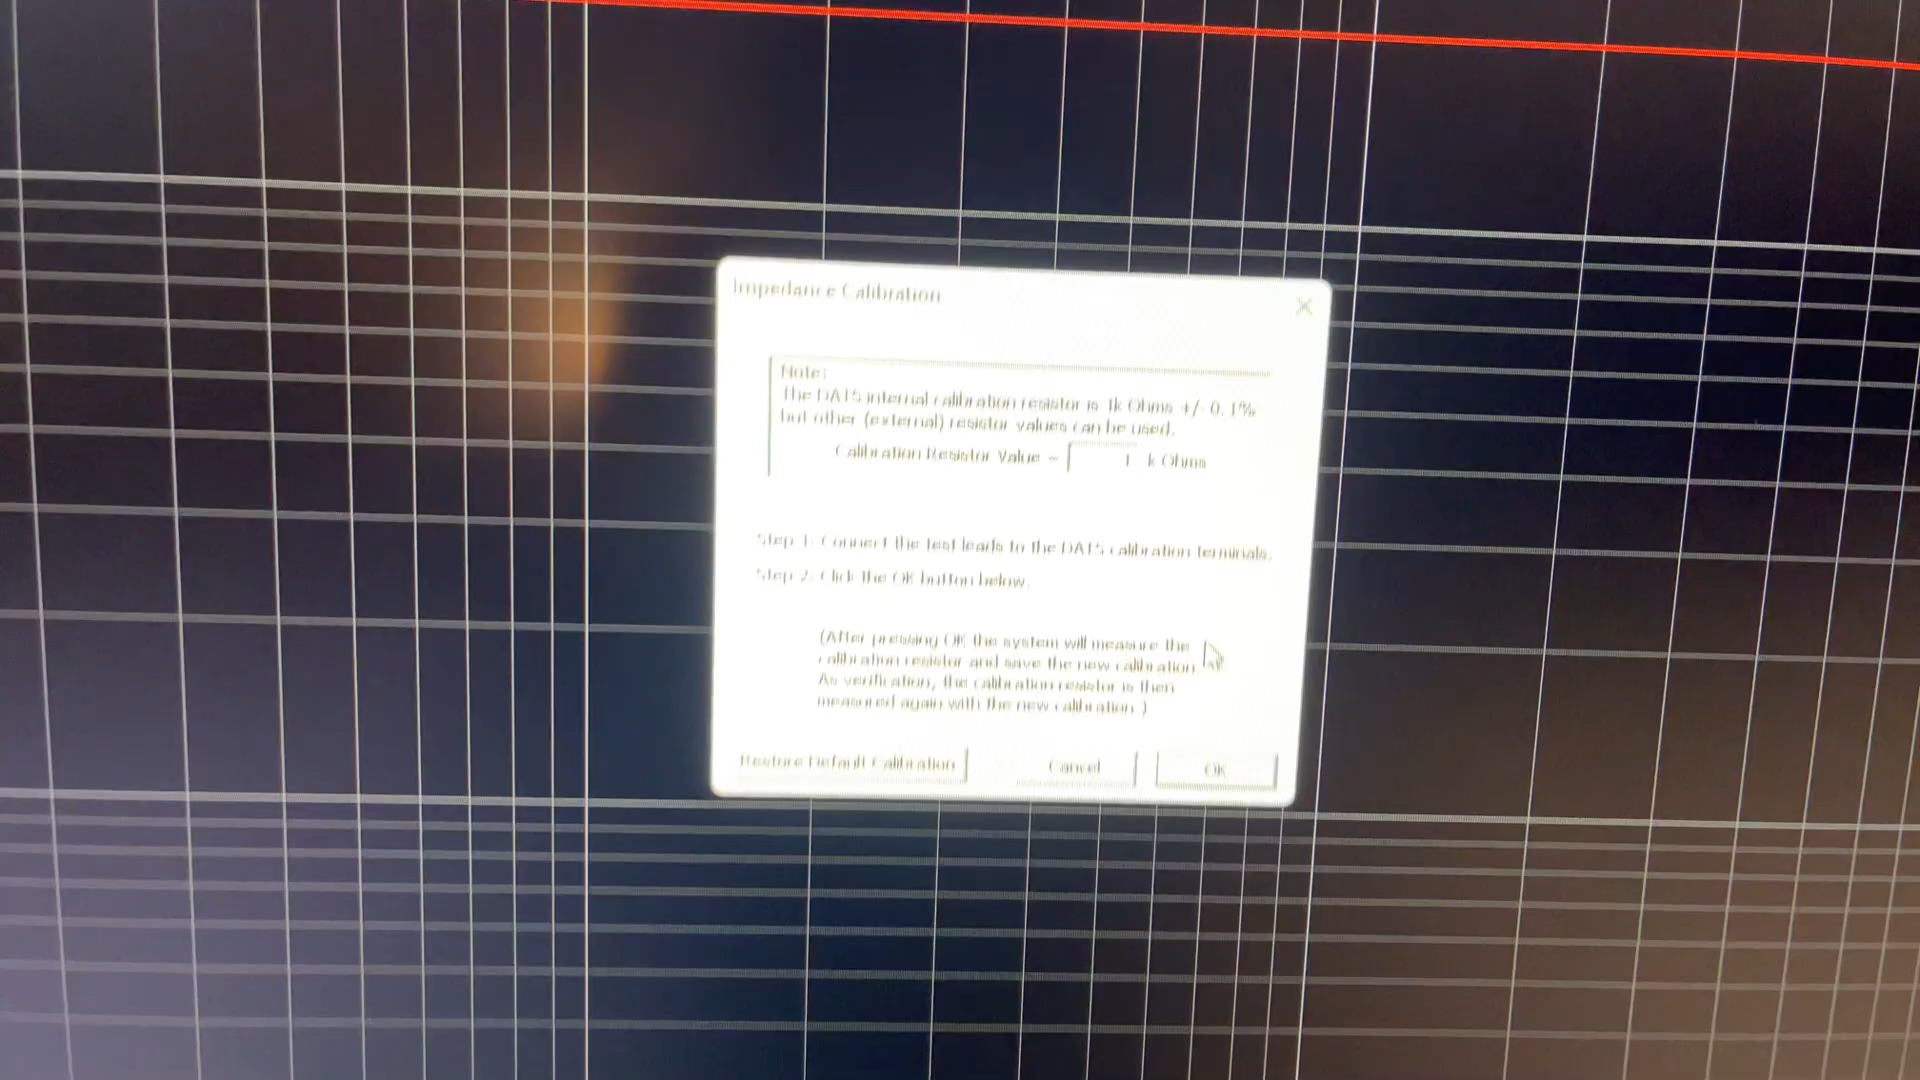 Impedance Calibration
Note:
The DATS internal calibration resistor is 1k Ohms +/- 0.1%
but other (external) resistor values can be used.
Calibration Resistor Value = 1 k Ohms
Step 1: Connect the test leads to the DATS calibration terminals.
Step 2: Click the OK button below.
(After pressing OK the system will measure the
calibration resistor and save the new calibration.
As verification, the calibration resistor is then
measured again with the new calibration.)
Restore Default Calibration
Cancel
OK